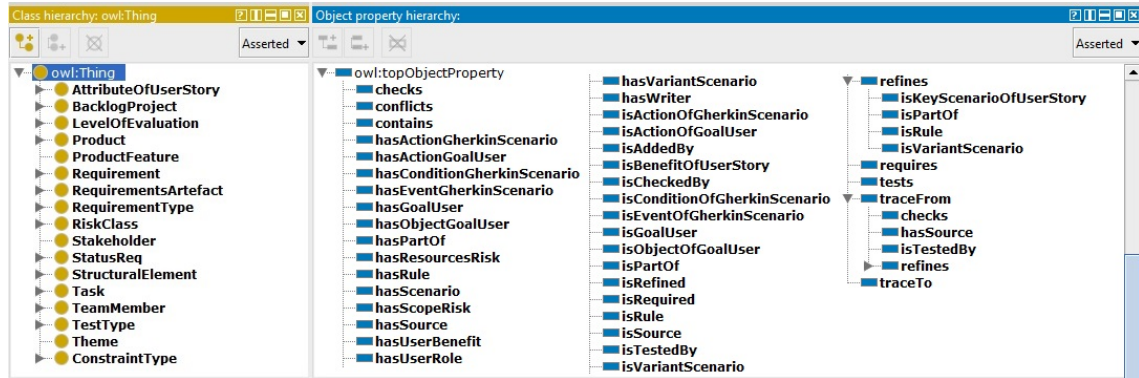 Class hierarchy: owl:Thing
Asserted
owl:Thing
AttributeOfUserStory
BacklogProject
LevelOfEvaluation
Product
ProductFeature
Requirement
RequirementsArtefact
RequirementType
RiskClass
Stakeholder
StatusReq
StructuralElement
Task
TeamMember
TestType
Theme
ConstraintType
Object property hierarchy:
Asserted
owl:topObjectProperty
checks
conflicts
contains
hasActionGherkinScenario
hasActionGoalUser
hasConditionGherkinScenario
hasEventGherkinScenario
hasGoalUser
hasObjectGoalUser
hasPartOf
hasResourcesRisk
hasRule
hasScenario
hasScopeRisk
hasSource
hasUserBenefit
hasUserRole
hasVariantScenario
hasWriter
isActionOfGherkinScenario
isActionOfGoalUser
isAddedBy
isBenefitOfUserStory
isCheckedBy
isConditionOfGherkinScenario
isEventOfGherkinScenario
isGoalUser
isObjectOfGoalUser
isPartOf
isRefined
isRequired
isRule
isSource
isTestedBy
isVariantScenario
refines
isKeyScenarioOfUserStory
isPartOf
isRule
isVariantScenario
requires
tests
traceFrom
checks
hasSource
isTestedBy
refines
traceTo